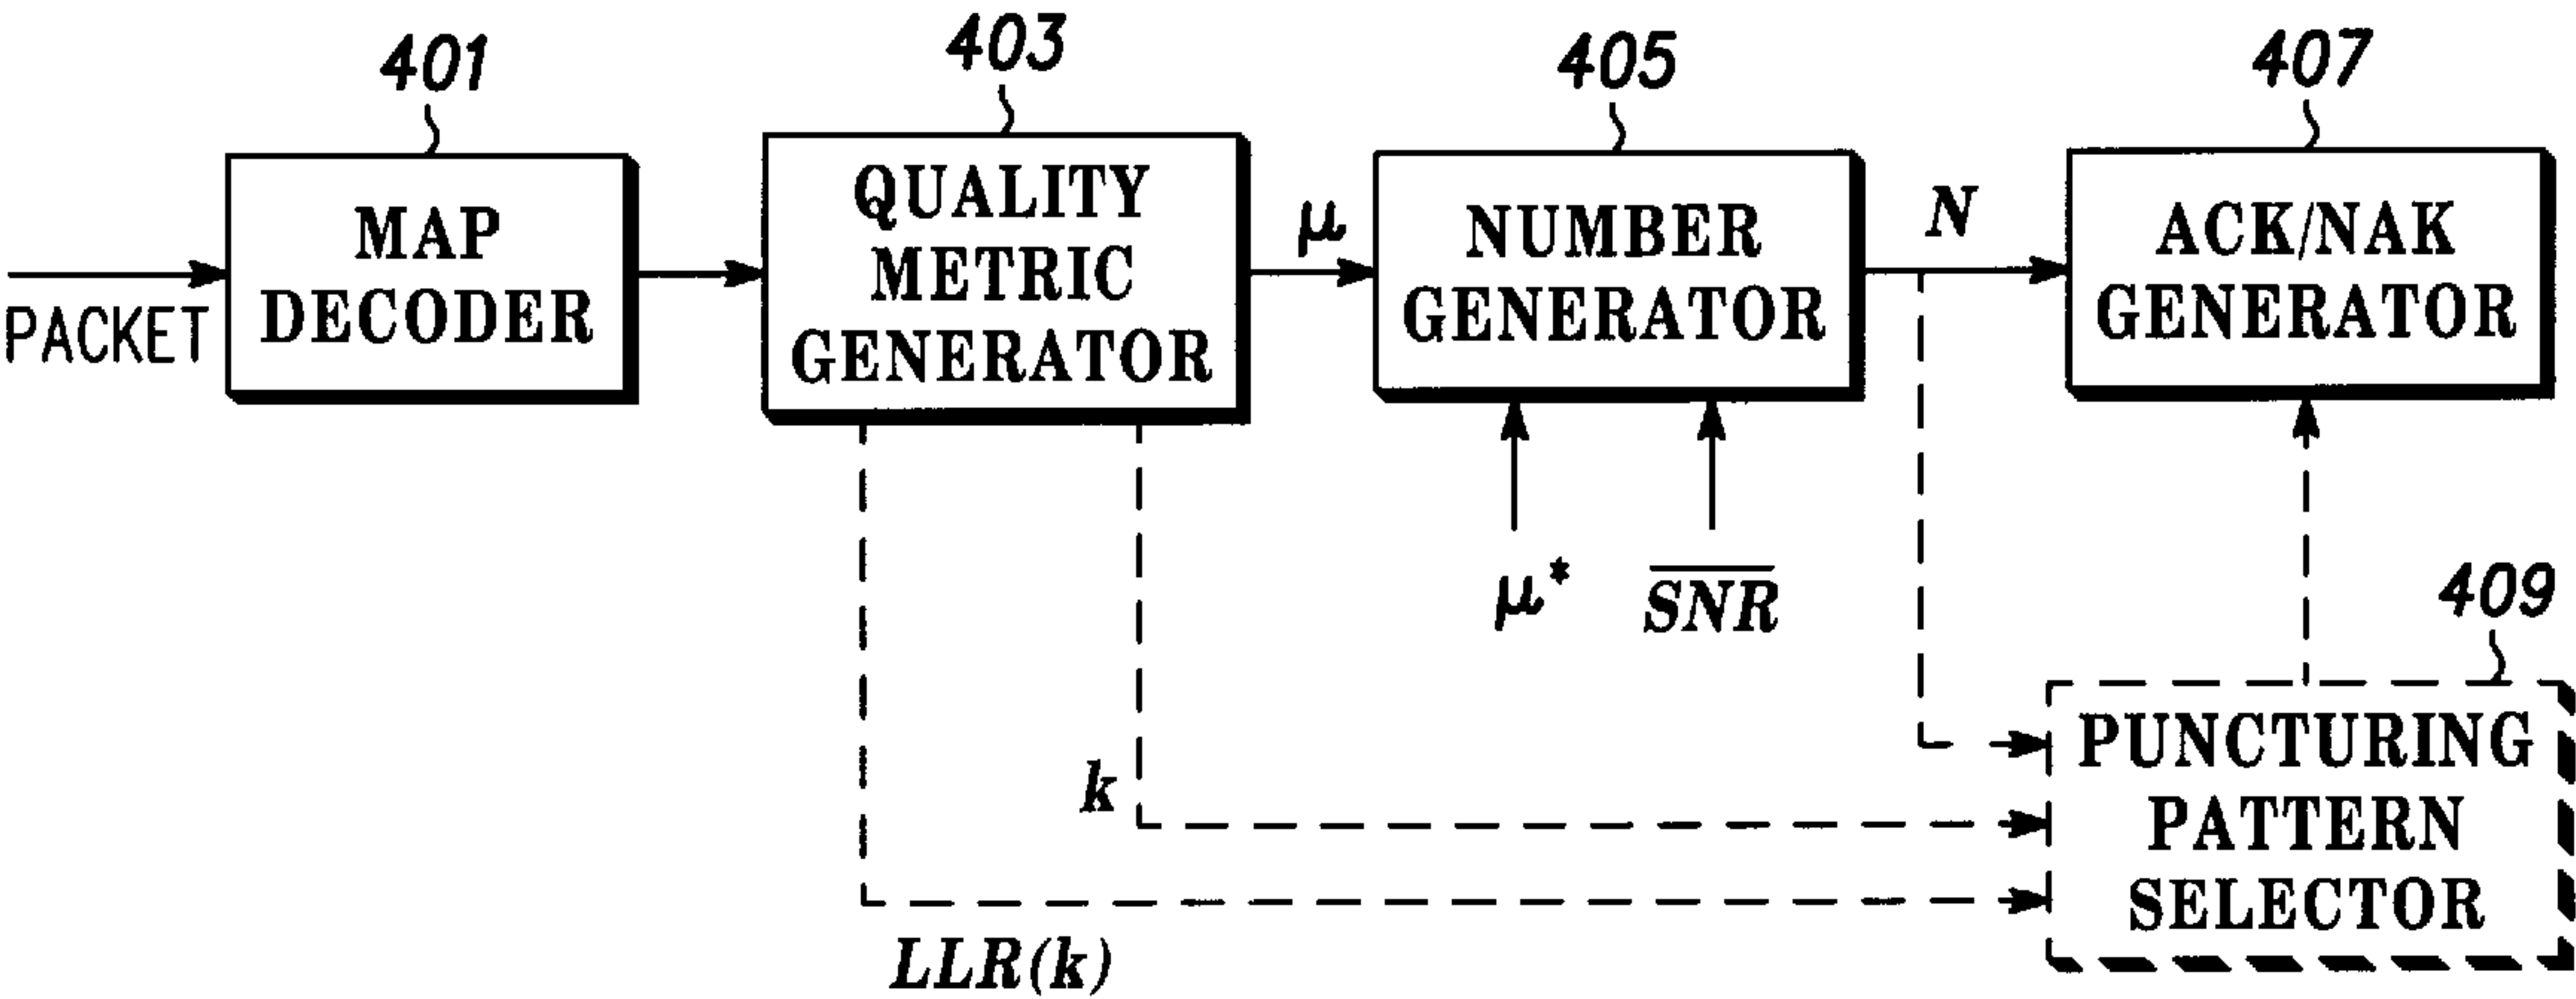 401
403
405
407
MAP
DECODER
QUALITY
METRIC
GENERATOR
μ
NUMBER
GENERATOR
N
ACK/NAK
GENERATOR
PACKET
μ*
S̅N̅R̅
409
k
LLR(k)
PUNCTURING
PATTERN
SELECTOR